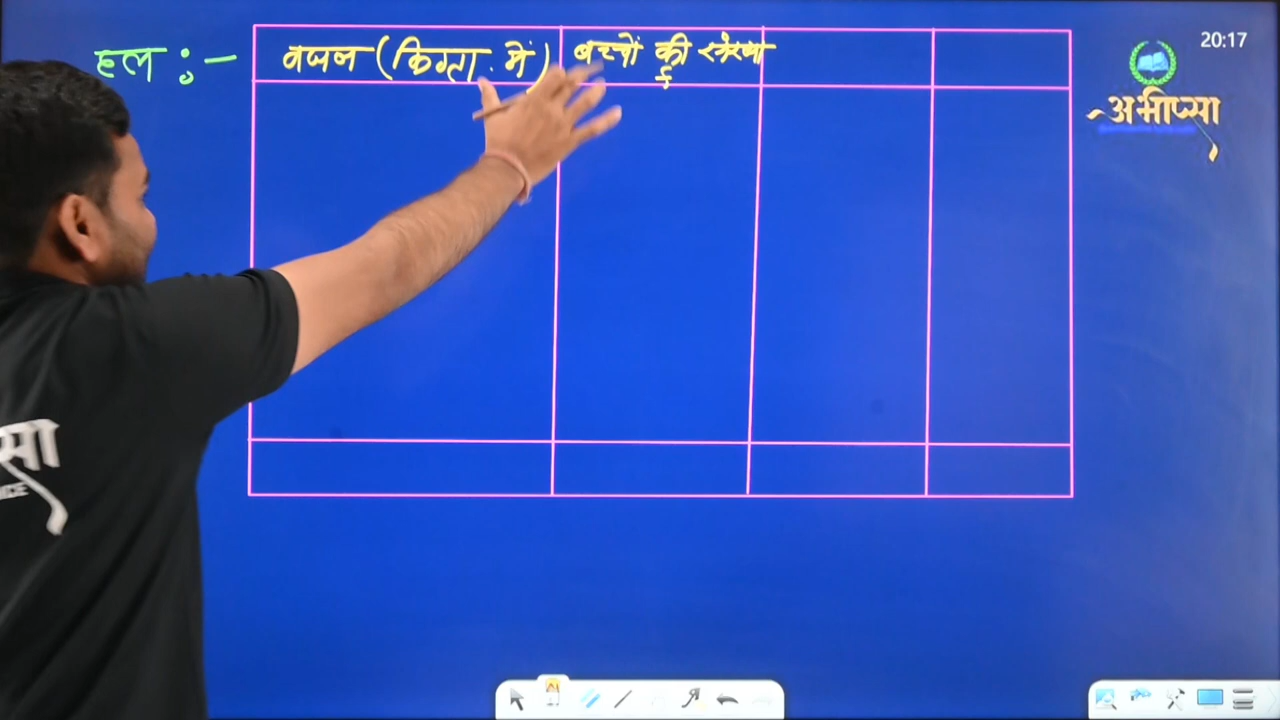 20:17
हल :-
वजन (किग्रा. में)
बच्चों की संख्या
अभीप्सा
सा